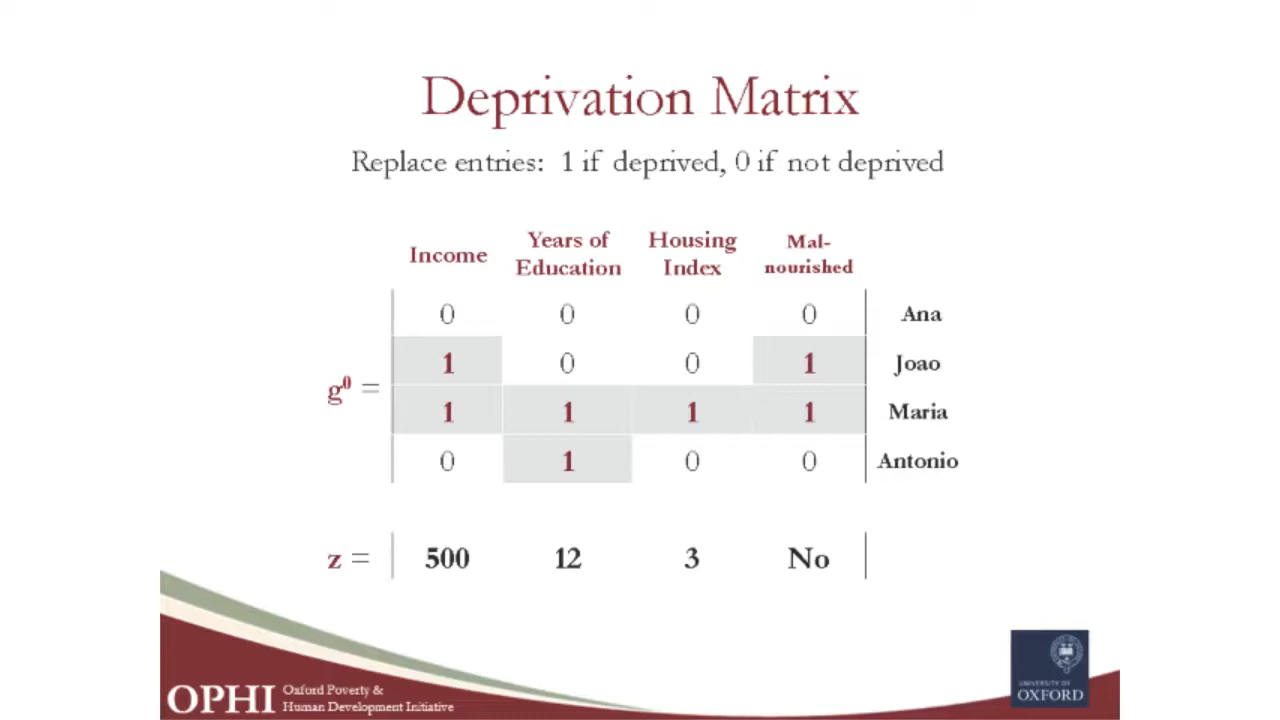 Deprivation Matrix
Replace entries: 1 if deprived, 0 if not deprived
Income Years of Education Housing Index Mal-nourished
0 0 0 0 Ana
1 0 0 1 Joao
g⁰ =
1 1 1 1 Maria
0 1 0 0 Antonio
z = 500 12 3 No
OPHI Oxford Poverty &
Human Development Initiative
UNIVERSITY OF
OXFORD